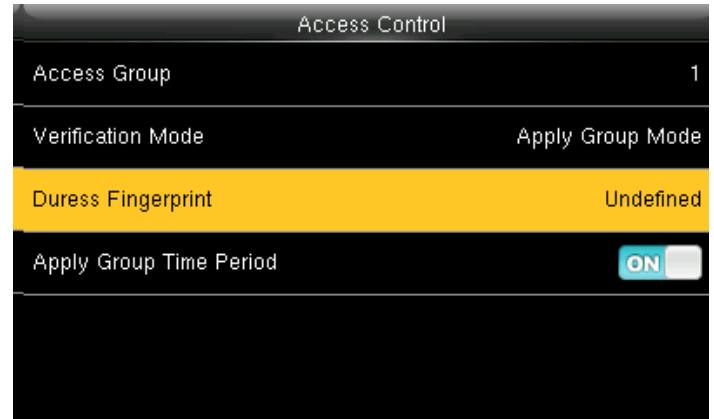 Access Control
Access Group 1
Verification Mode Apply Group Mode
Duress Fingerprint Undefined
Apply Group Time Period ON